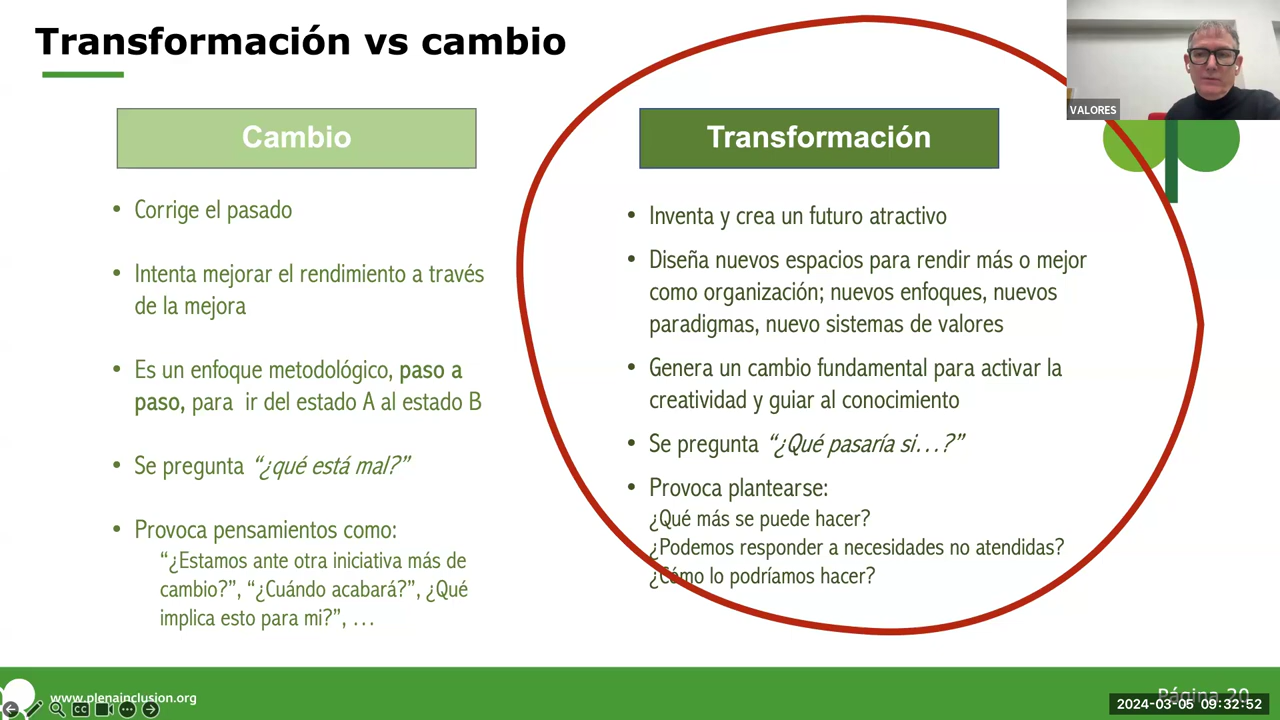 Transformación vs cambio
VALORES
Cambio
• Corrige el pasado
• Intenta mejorar el rendimiento a través
de la mejora
• Es un enfoque metodológico, paso a
paso, para ir del estado A al estado B
• Se pregunta “¿qué está mal?”
• Provoca pensamientos como:
“¿Estamos ante otra iniciativa más de
cambio?”, “¿Cuándo acabará?”, ¿Qué
implica esto para mi?”, …
Transformación
• Inventa y crea un futuro atractivo
• Diseña nuevos espacios para rendir más o mejor
como organización; nuevos enfoques, nuevos
paradigmas, nuevo sistemas de valores
• Genera un cambio fundamental para activar la
creatividad y guiar al conocimiento
• Se pregunta “¿Qué pasaría si…?”
• Provoca plantearse:
¿Qué más se puede hacer?
¿Podemos responder a necesidades no atendidas?
¿Cómo lo podríamos hacer?
www.plenainclusion.org
CC
Página 20
2024-03-05 09:32:52